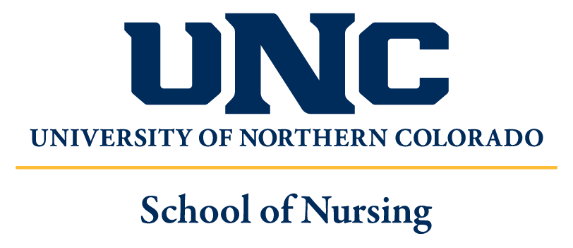 UNC
UNIVERSITY OF NORTHERN COLORADO
School of Nursing